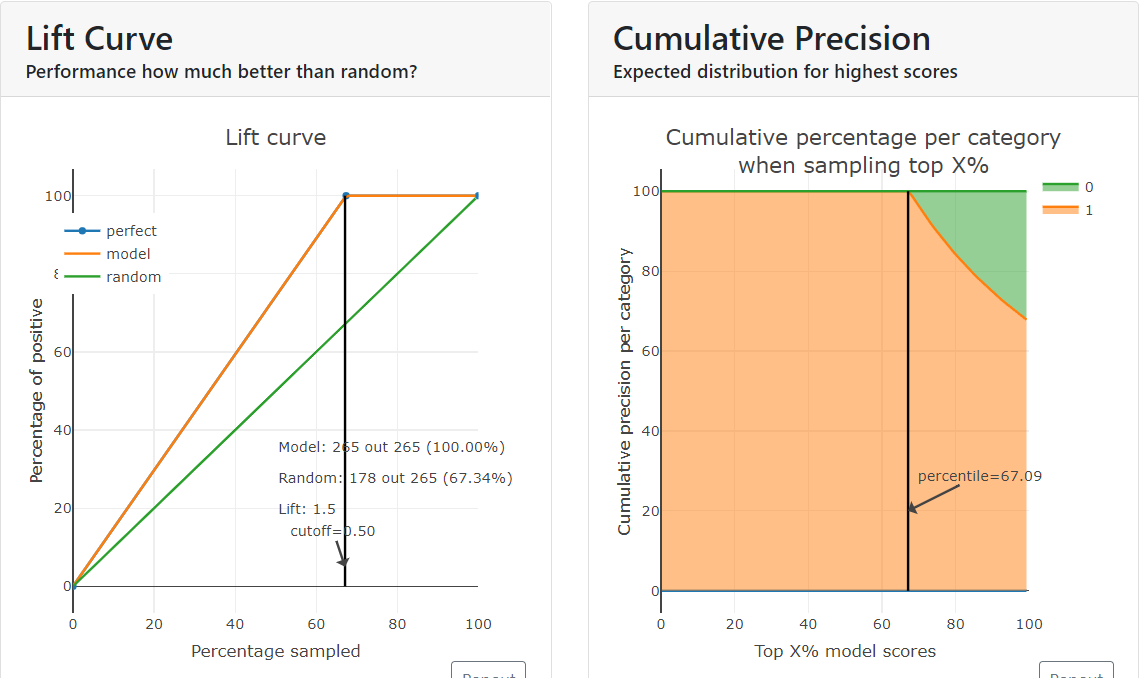 Lift Curve
Performance how much better than random?
Lift curve
100
perfect
model
random
60
40
20
0
Percentage of positive
Model: 265 out 265 (100.00%)
Random: 178 out 265 (67.34%)
Lift: 1.5
cutoff=0.50
0 20 40 60 80 100
Percentage sampled
Cumulative Precision
Expected distribution for highest scores
Cumulative percentage per category
when sampling top X%
0
1
100
80
60
40
20
0
Cumulative precision per category
percentile=67.09
0 20 40 60 80 100
Top X% model scores